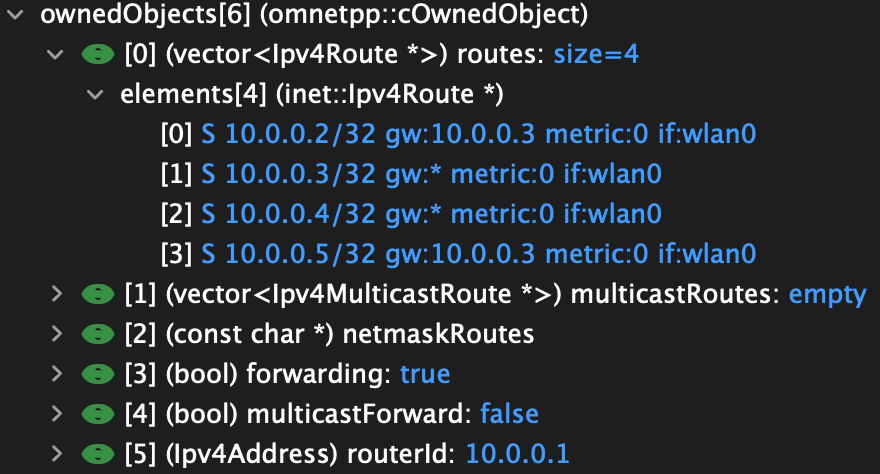 ownedObjects[6] (omnetpp::cOwnedObject)
[0] (vector<Ipv4Route *>) routes: size=4
elements[4] (inet::Ipv4Route *)
[0] S 10.0.0.2/32 gw:10.0.0.3 metric:0 if:wlan0
[1] S 10.0.0.3/32 gw:* metric:0 if:wlan0
[2] S 10.0.0.4/32 gw:* metric:0 if:wlan0
[3] S 10.0.0.5/32 gw:10.0.0.3 metric:0 if:wlan0
[1] (vector<Ipv4MulticastRoute *>) multicastRoutes: empty
[2] (const char *) netmaskRoutes
[3] (bool) forwarding: true
[4] (bool) multicastForward: false
[5] (Ipv4Address) routerId: 10.0.0.1